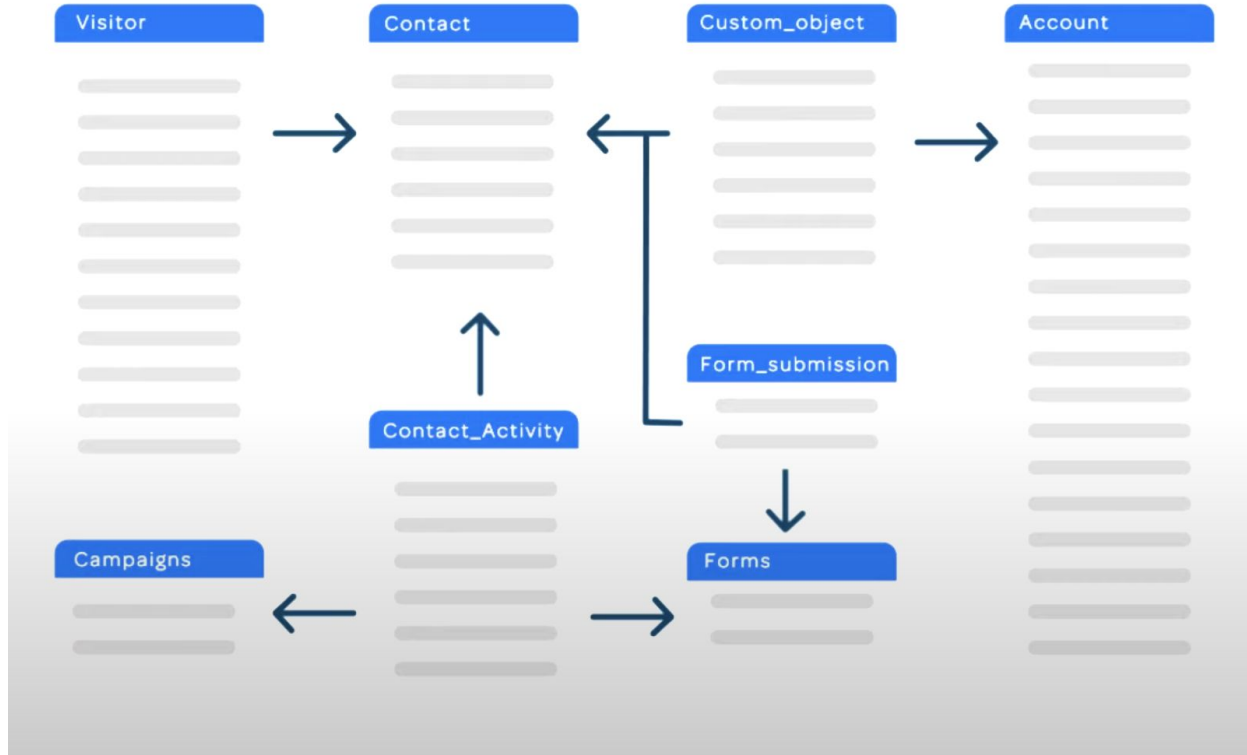 Visitor
Contact
Custom_object
Account
Form_submission
Contact_Activity
Campaigns
Forms